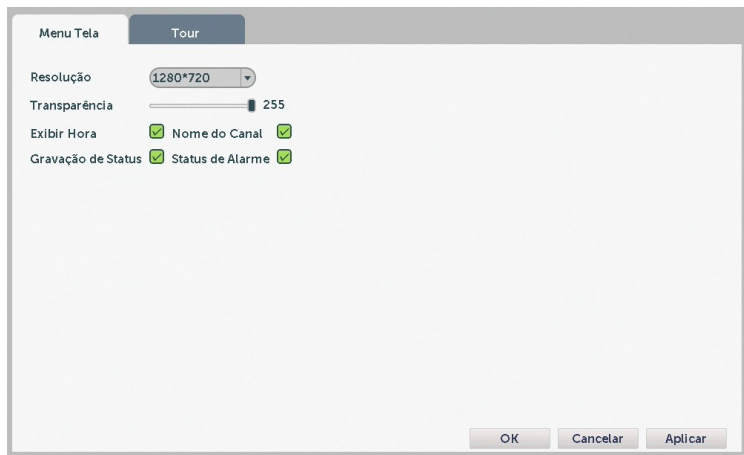 Menu Tela Tour
Resolução 1280*720
Transparência 255
Exibir Hora Nome do Canal
Gravação de Status Status de Alarme
OK Cancelar Aplicar